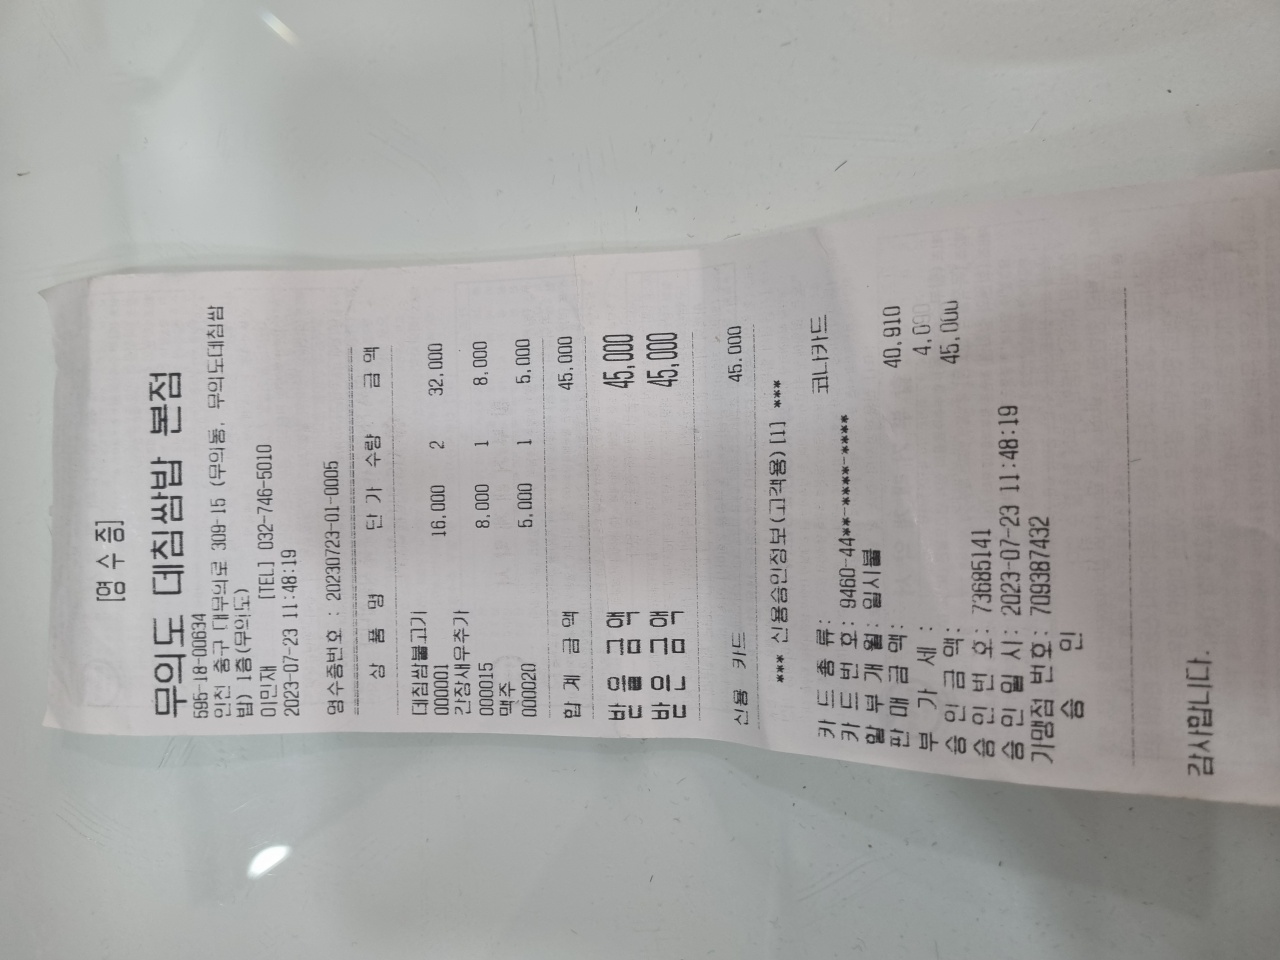 [영 수 증]
무의도 데침쌈밥 본점
595-18-00634
인천 중구 대무의로 309-15 (무의동, 무의도데침쌈
밥) 1층(무의도)
이민재 [TEL] 032-746-5010
2023-07-23 11:48:19
영수증번호 : 20230723-01-0005
상 품 명 단 가 수량 금 액
데침쌈불고기
000001 16,000 2 32,000
간장새우추가
000015 8,000 1 8,000
맥주
000020 5,000 1 5,000
합 계 금 액 45,000
받을금액 45,000
받은금액 45,000
신용 카드 45,000
*** 신용승인정보(고객용)[1] ***
카 드 종 류: 코나카드
카 드 번 호: 9460-44**-****-****
할 부 개 월: 일시불
판 매 금 액: 40,910
부 가 세 : 4,090
승 인 금 액: 45,000
승 인 번 호: 73685141
승 인 일 시: 2023-07-23 11:48:19
가맹점 번호: 709387432
승 인
감사합니다.